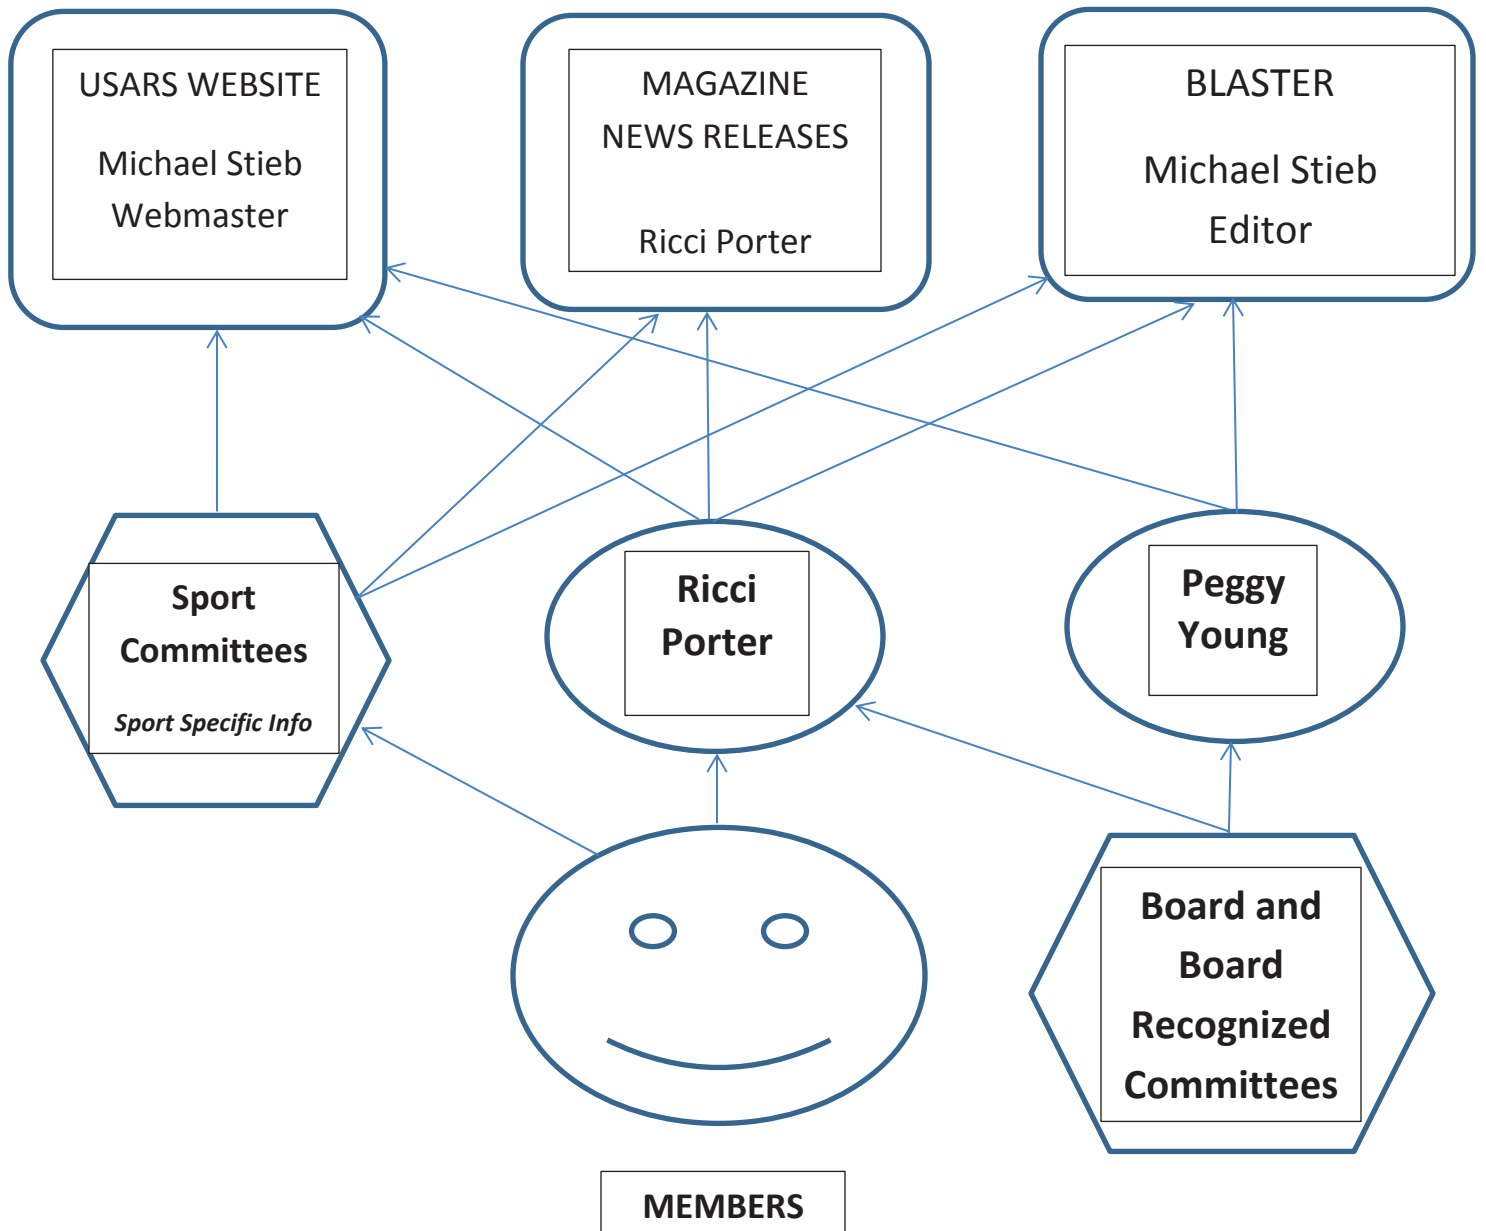 USARS WEBSITE
Michael Stieb
Webmaster
MAGAZINE
NEWS RELEASES
Ricci Porter
BLASTER
Michael Stieb
Editor
Sport
Committees
Sport Specific Info
Ricci
Porter
Peggy
Young
Board and
Board
Recognized
Committees
MEMBERS